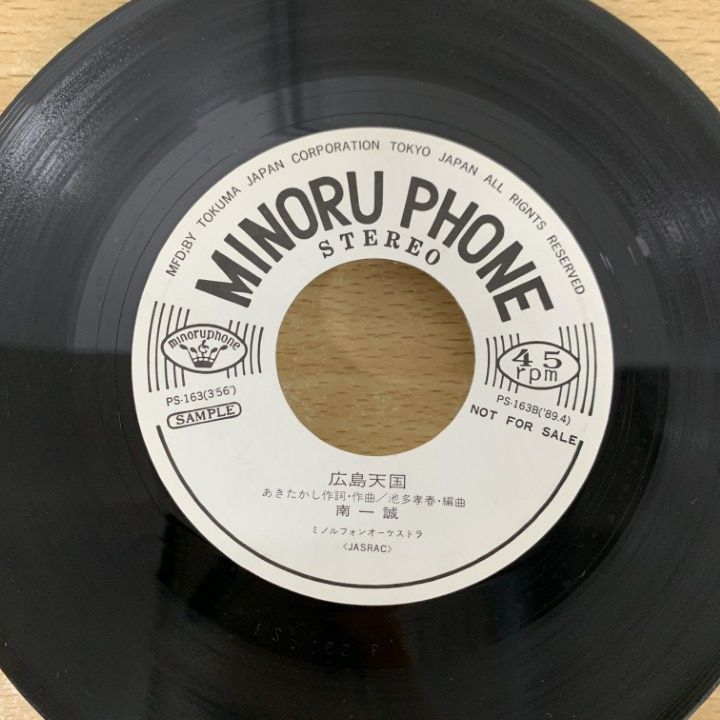 MFD;BY TOKUMA JAPAN CORPORATION TOKYO JAPAN ALL RIGNTS RESERVED
MINORU PHONE
STEREO
minoruphone
45
rpm
PS-163(3′56″)
PS-163B('89.4)
SAMPLE
NOT FOR SALE
広島天国
あきたかし作詞・作曲/池多孝春・編曲
南一誠
ミノルフォンオーケストラ
〈JASRAC〉